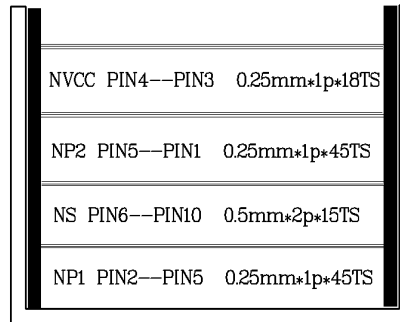 NVCC PIN4--PIN3 0.25mm*1p*18TS
NP2 PIN5--PIN1 0.25mm*1p*45TS
NS PIN6--PIN10 0.5mm*2p*15TS
NP1 PIN2--PIN5 0.25mm*1p*45TS